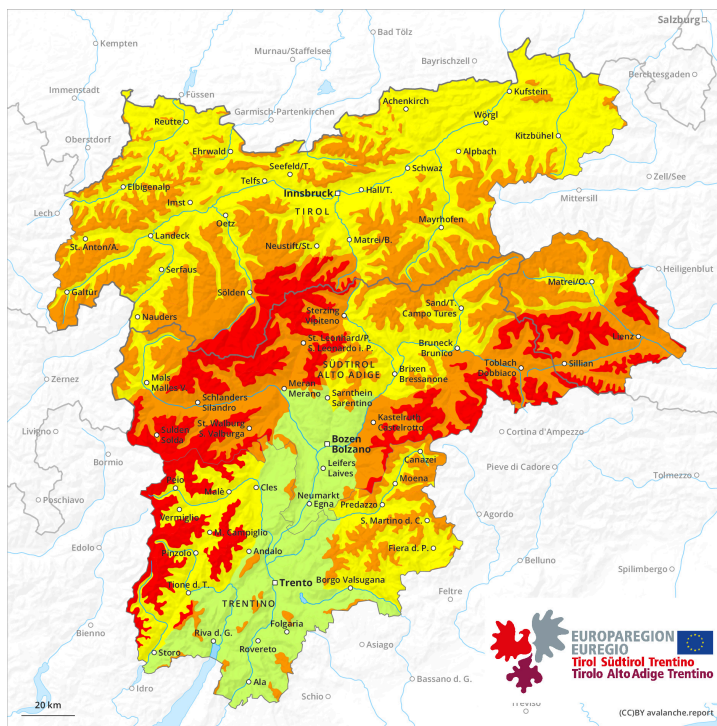 Salzburg
Kempten
Bad Tölz
Murnau/Staffelsee
Bayrischzell
Berchtesgaden
Immenstadt
Füssen
Achenkirch
Kufstein
Garmisch-Partenkirchen
Reutte
Wörgl
Oberstdorf
Ehrwald
Kitzbühel
Alpbach
Seefeld/T.
Schwaz
Zell/See
Telfs
Elbigenalp
Innsbruck
Hall/T.
Mittersill
Imst
TIROL
Lech
Oetz
Mayrhofen
St. Anton/A.
Landeck
Neustift/St.
Matrei/B.
Heiligenblut
Serfaus
Matrei/O.
Galtür
Sölden
Sand/T.
Campo Tures
Nauders
Sterzing
Vipiteno
Lienz
St. Leonhard/P.
S. Leonardo i. P.
Bruneck
Brunico
SÜDTIROL
ALTO ADIGE
Toblach
Dobbiaco
Sillian
Zernez
Mals
Malles V.
Meran
Merano
Brixen
Bressanone
Schlanders
Silandro
Sarnthein
Sarentino
St. Walburg
S. Valburga
Kastelruth
Castelrotto
Livigno
Sulden
Solda
Bozen
Bolzano
Cortina d'Ampezzo
Bormio
Leifers
Laives
Canazei
Pieve di Cadore
Tolmezzo
Peio
Malè
Cles
Moena
Poschiavo
Neumarkt
Egna
Predazzo
Vermiglio
Agordo
S. Martino d. C.
M. Campiglio
Edolo
Pinzolo
Andalo
Fiera d. P.
Belluno
Spilimbergo
Tione d. T.
Trento
Borgo Valsugana
Feltre
TRENTINO
Bienno
Riva d. G.
Folgaria
Storo
Rovereto
Asiago
EUROPAREGION
EUREGIO
Tirol Südtirol Trentino
Tirolo Alto Adige Trentino
Idro
Ala
Schio
Bassano d. G.
Treviso
20 km
(CC)BY avalanche.report